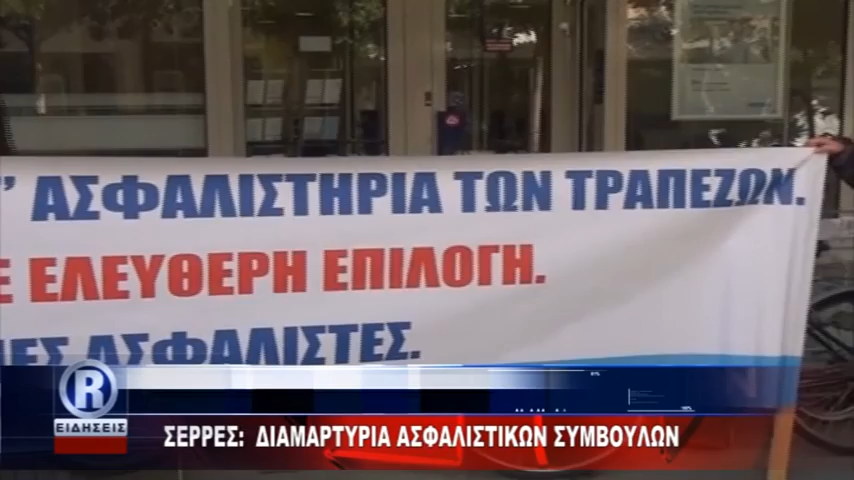 " ΑΣΦΑΛΙΣΤΗΡΙΑ ΤΩΝ ΤΡΑΠΕΖΩΝ.
ΕΛΕΥΘΕΡΗ ΕΠΙΛΟΓΗ.
ΑΣΦΑΛΙΣΤΕΣ.
R
ΕΙΔΗΣΕΙΣ
ΣΕΡΡΕΣ: ΔΙΑΜΑΡΤΥΡΙΑ ΑΣΦΑΛΙΣΤΙΚΩΝ ΣΥΜΒΟΥΛΩΝ